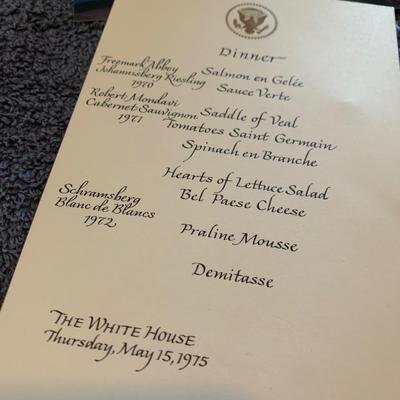 Dinner
Freemark Abbey
Johannisberg Riesling
1970
Salmon en Gelée
Sauce Verte
Robert Mondavi
Cabernet Sauvignon
1971
Saddle of Veal
Tomatoes Saint Germain
Spinach en Branche
Hearts of Lettuce Salad
Bel Paese Cheese
Schramsberg
Blanc de Blancs
1972
Praline Mousse
Demitasse
THE WHITE HOUSE
Thursday, May 15, 1975